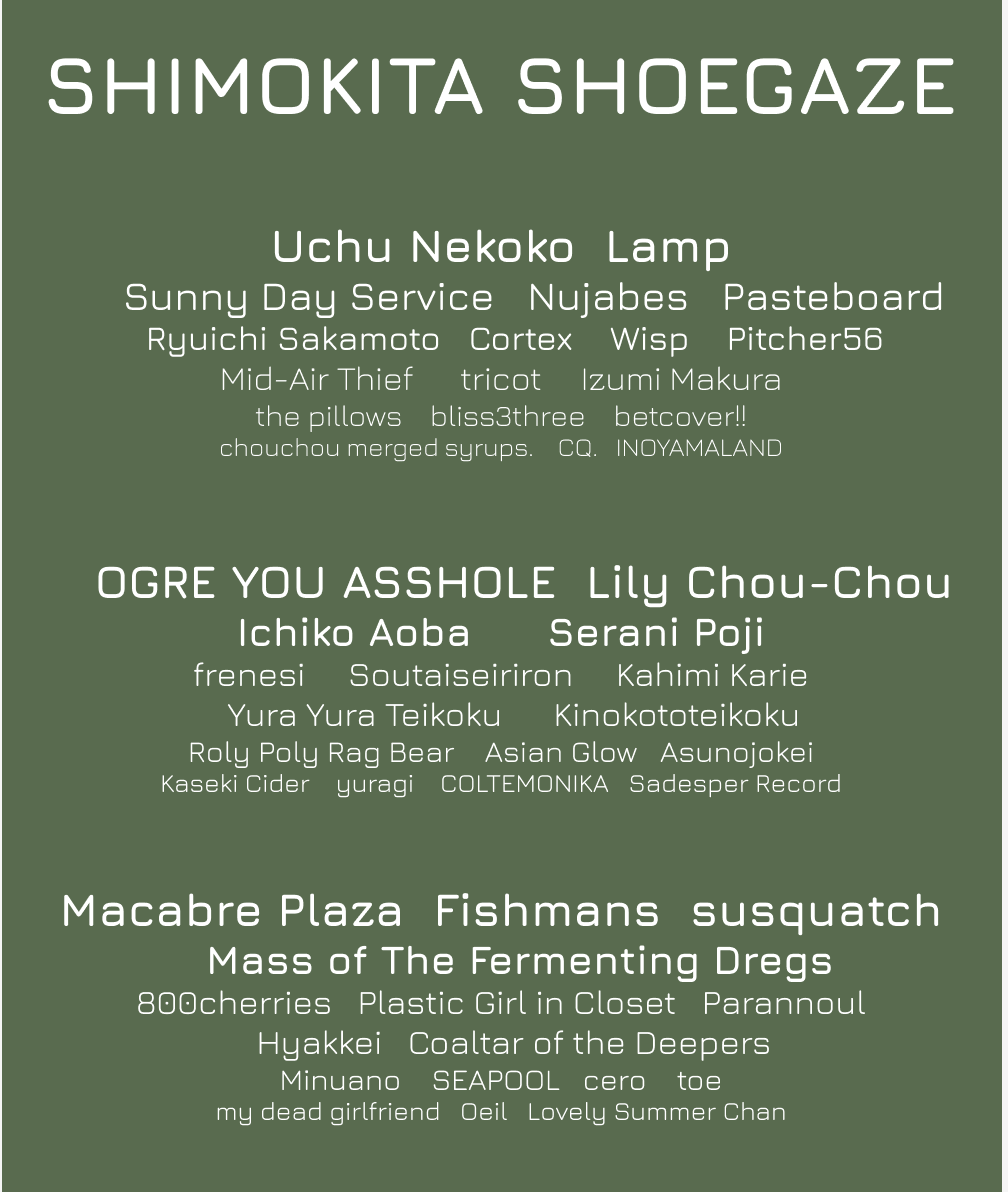 SHIMOKITA SHOEGAZE
Uchu Nekoko Lamp
Sunny Day Service Nujabes Pasteboard
Ryuichi Sakamoto Cortex Wisp Pitcher56
Mid-Air Thief tricot Izumi Makura
the pillows bliss3three betcover!!
chouchou merged syrups. CQ. INOYAMALAND
OGRE YOU ASSHOLE Lily Chou-Chou
Ichiko Aoba Serani Poji
frenesi Soutaiseiriron Kahimi Karie
Yura Yura Teikoku Kinokototeikoku
Roly Poly Rag Bear Asian Glow Asunojokei
Kaseki Cider yuragi COLTEMONIKA Sadesper Record
Macabre Plaza Fishmans susquatch
Mass of The Fermenting Dregs
800cherries Plastic Girl in Closet Parannoul
Hyakkei Coaltar of the Deepers
Minuano SEAPOOL cero toe
my dead girlfriend Oeil Lovely Summer Chan